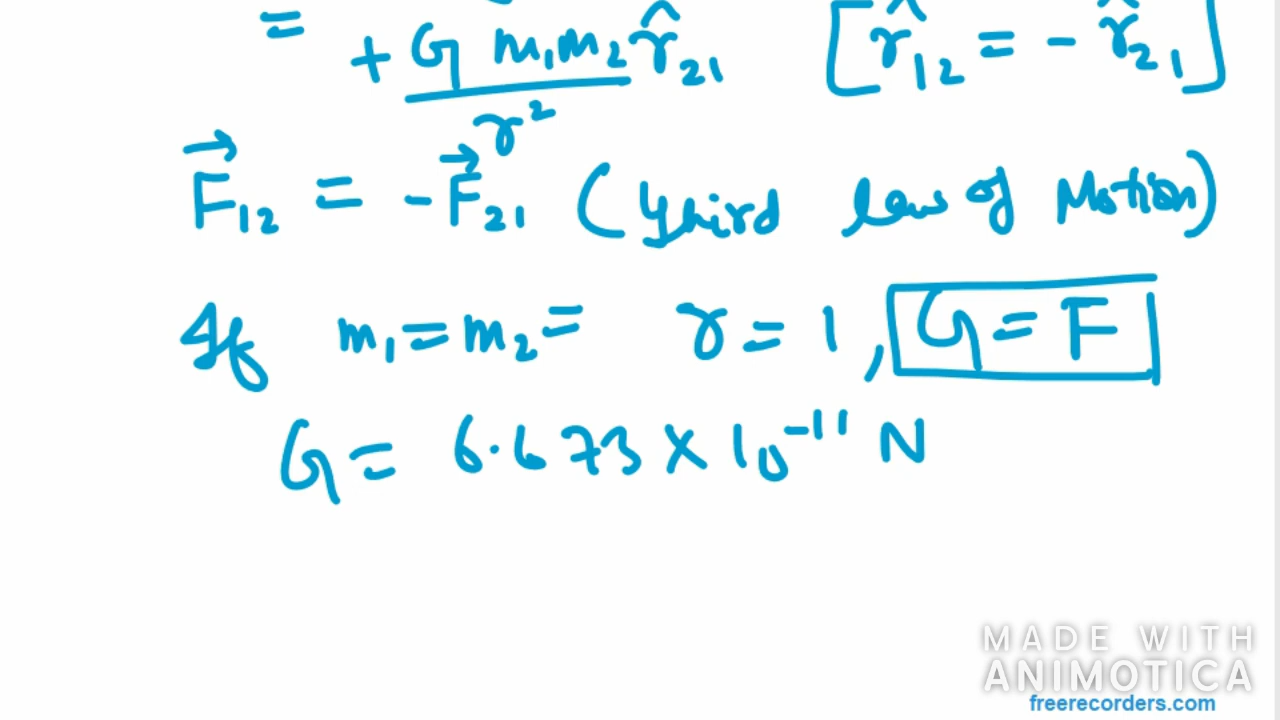 = + G m₁m₂ r̂₂₁ / r² [r̂₁₂ = - r̂₂₁]
F⃗₁₂ = -F⃗₂₁ (Third law of Motion)
If m₁ = m₂ = r = 1, G = F
G = 6.673 × 10⁻¹¹ N
MADE WITH
ANIMOTICA
freerecorders.com